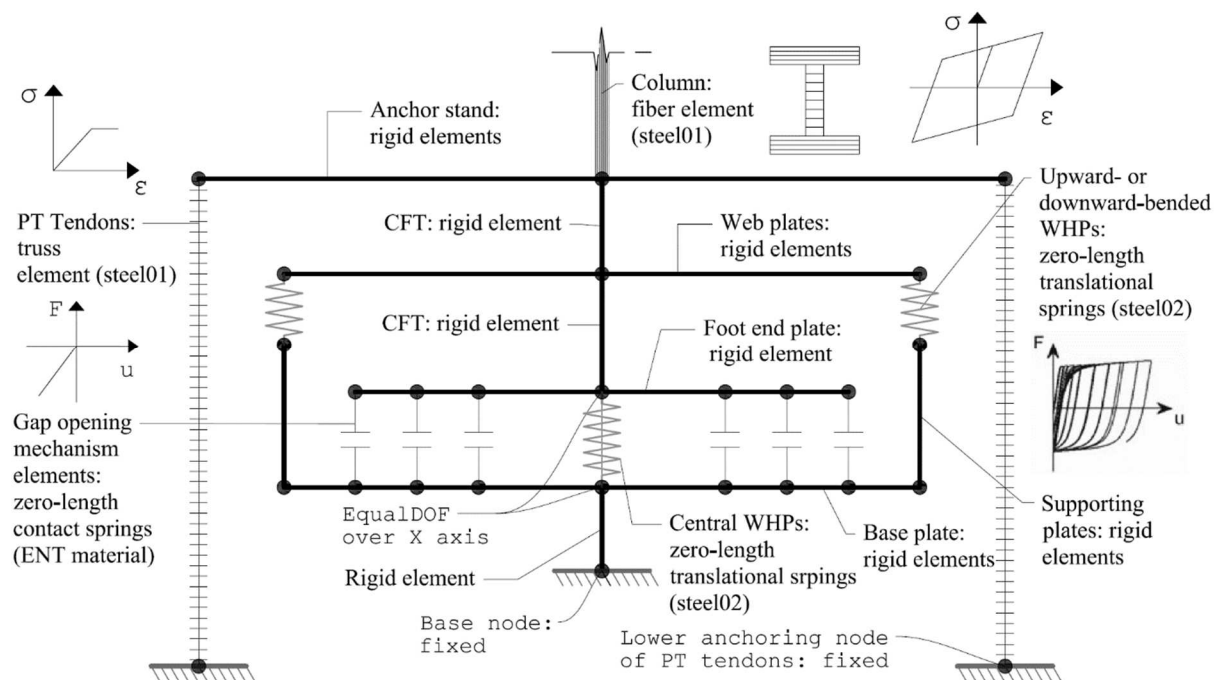 σ
ε
Anchor stand:
rigid elements
Column:
fiber element
(steel01)
σ
ε
PT Tendons:
truss
element (steel01)
CFT: rigid element
Web plates:
rigid elements
Upward- or
downward-bended
WHPs:
zero-length
translational
springs (steel02)
F
u
CFT: rigid element
Foot end plate:
rigid element
F
u
Gap opening
mechanism
elements:
zero-length
contact springs
(ENT material)
EqualDOF
over X axis
Rigid element
Central WHPs:
zero-length
translational srpings
(steel02)
Base plate:
rigid elements
Supporting
plates: rigid
elements
Base node:
fixed
Lower anchoring node
of PT tendons: fixed